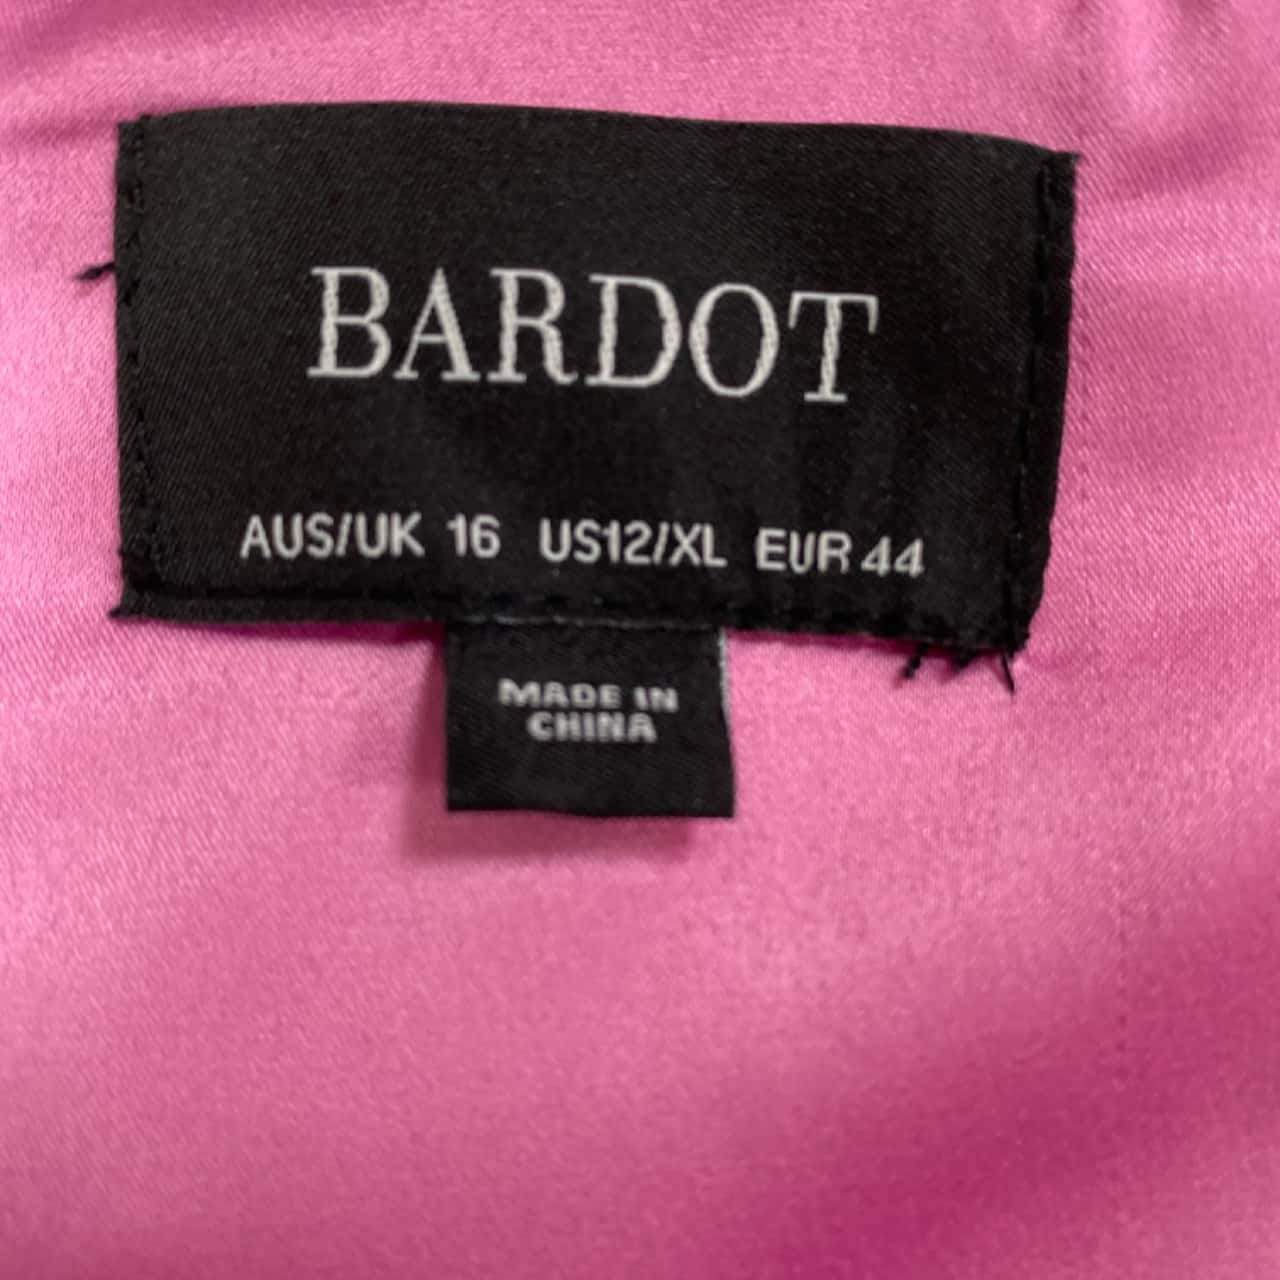 BARDOT
AUS/UK 16 US12/XL EUR 44
MADE IN
CHINA